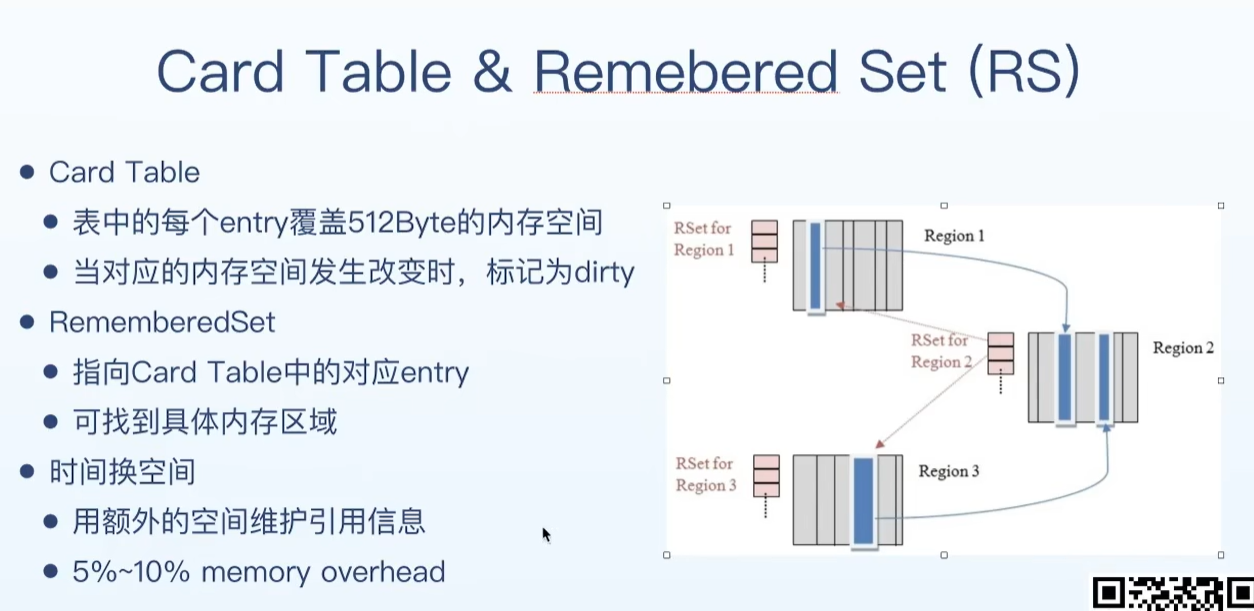 Card Table & Remebered Set (RS)
Card Table
表中的每个entry覆盖512Byte的内存空间
当对应的内存空间发生改变时，标记为dirty
RememberedSet
指向Card Table中的对应entry
可找到具体内存区域
时间换空间
用额外的空间维护引用信息
5%~10% memory overhead
RSet for
Region 1
Region 1
RSet for
Region 2
Region 2
RSet for
Region 3
Region 3